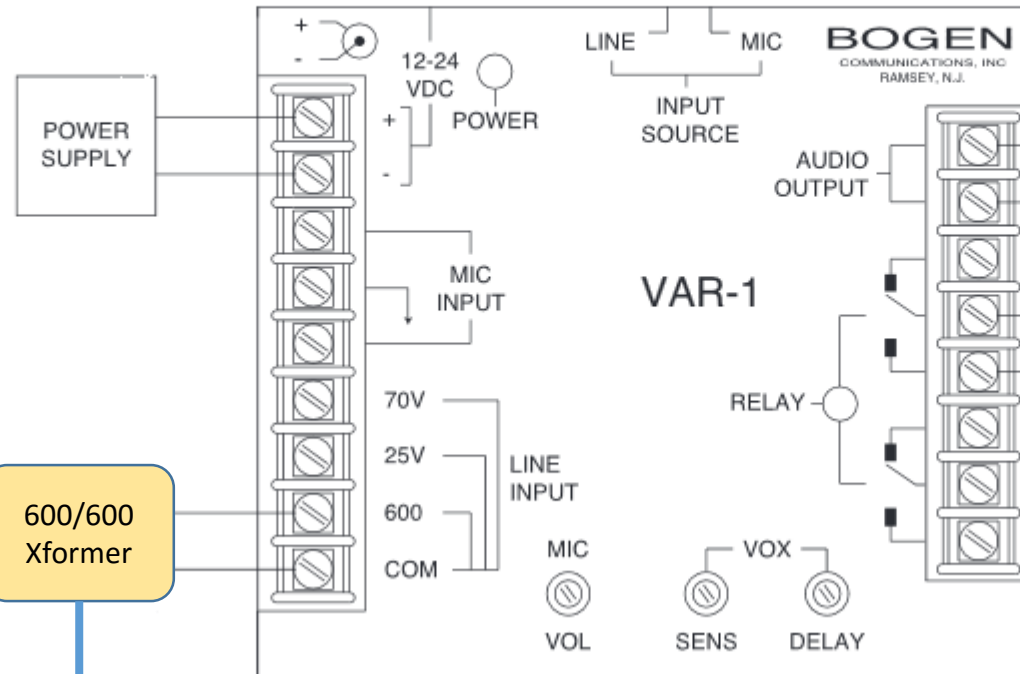 +
-
12-24
VDC
POWER
LINE
MIC
INPUT
SOURCE
BOGEN
COMMUNICATIONS, INC
RAMSEY, N.J.
POWER
SUPPLY
+
-
AUDIO
OUTPUT
MIC
INPUT
VAR-1
70V
25V
600
COM
LINE
INPUT
RELAY
600/600
Xformer
MIC
VOL
VOX
SENS
DELAY